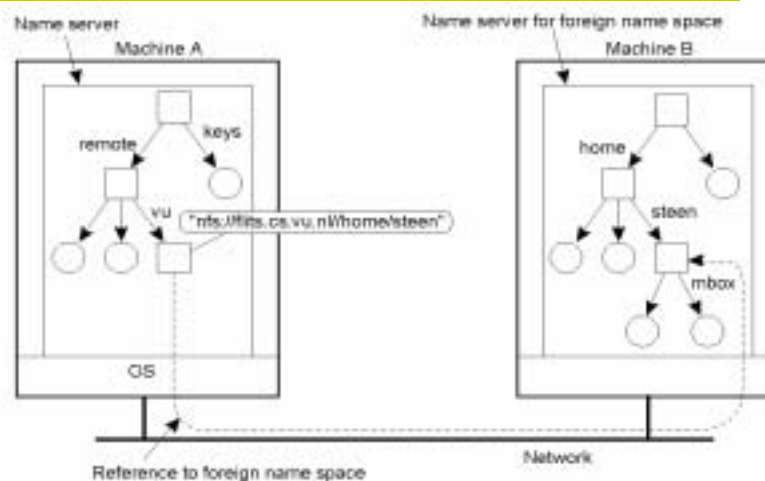 Name server
Name server for foreign name space
Machine A
Machine B
keys
remote
home
vu
"nfs://flits.cs.vu.nl//home/steen"
steen
mbox
OS
Network
Reference to foreign name space